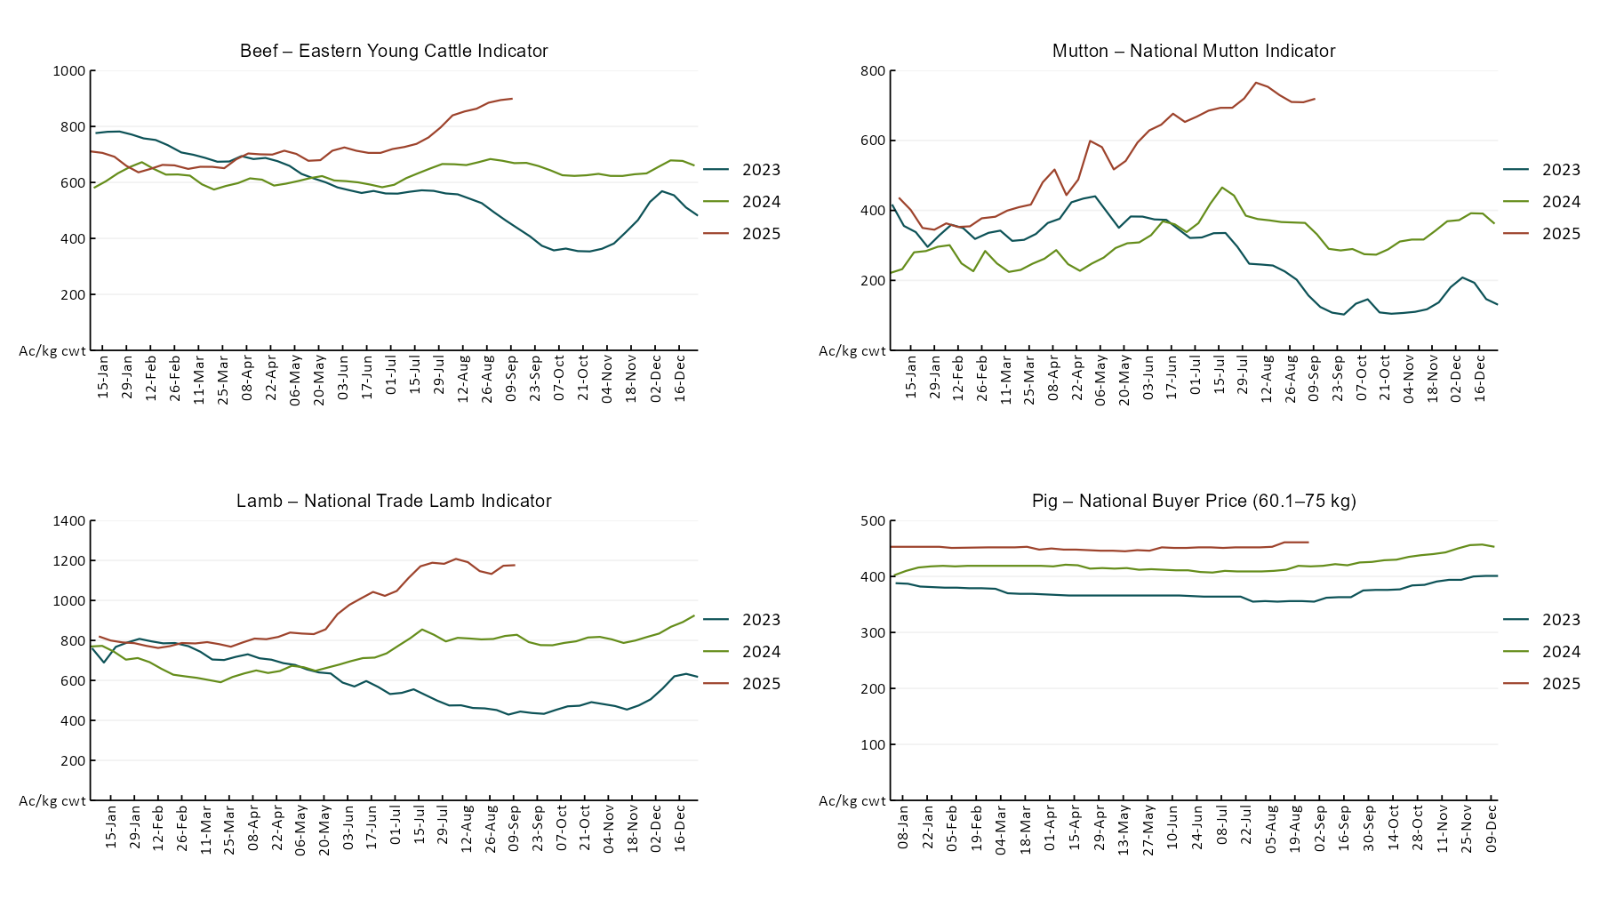 Beef – Eastern Young Cattle Indicator
1000
800
600
400
200
Ac/kg cwt
15-Jan
29-Jan
12-Feb
26-Feb
11-Mar
25-Mar
08-Apr
22-Apr
06-May
20-May
03-Jun
17-Jun
01-Jul
15-Jul
29-Jul
12-Aug
26-Aug
09-Sep
23-Sep
07-Oct
21-Oct
04-Nov
18-Nov
02-Dec
16-Dec
2023
2024
2025
Mutton – National Mutton Indicator
800
600
400
200
Ac/kg cwt
15-Jan
29-Jan
12-Feb
26-Feb
11-Mar
25-Mar
08-Apr
22-Apr
06-May
20-May
03-Jun
17-Jun
01-Jul
15-Jul
29-Jul
12-Aug
26-Aug
09-Sep
23-Sep
07-Oct
21-Oct
04-Nov
18-Nov
02-Dec
16-Dec
2023
2024
2025
Lamb – National Trade Lamb Indicator
1400
1200
1000
800
600
400
200
Ac/kg cwt
15-Jan
29-Jan
12-Feb
26-Feb
11-Mar
25-Mar
08-Apr
22-Apr
06-May
20-May
03-Jun
17-Jun
01-Jul
15-Jul
29-Jul
12-Aug
26-Aug
09-Sep
23-Sep
07-Oct
21-Oct
04-Nov
18-Nov
02-Dec
16-Dec
2023
2024
2025
Pig – National Buyer Price (60.1–75 kg)
500
400
300
200
100
Ac/kg cwt
08-Jan
22-Jan
05-Feb
19-Feb
04-Mar
18-Mar
01-Apr
15-Apr
29-Apr
13-May
27-May
10-Jun
24-Jun
08-Jul
22-Jul
05-Aug
19-Aug
02-Sep
16-Sep
30-Sep
14-Oct
28-Oct
11-Nov
25-Nov
09-Dec
2023
2024
2025